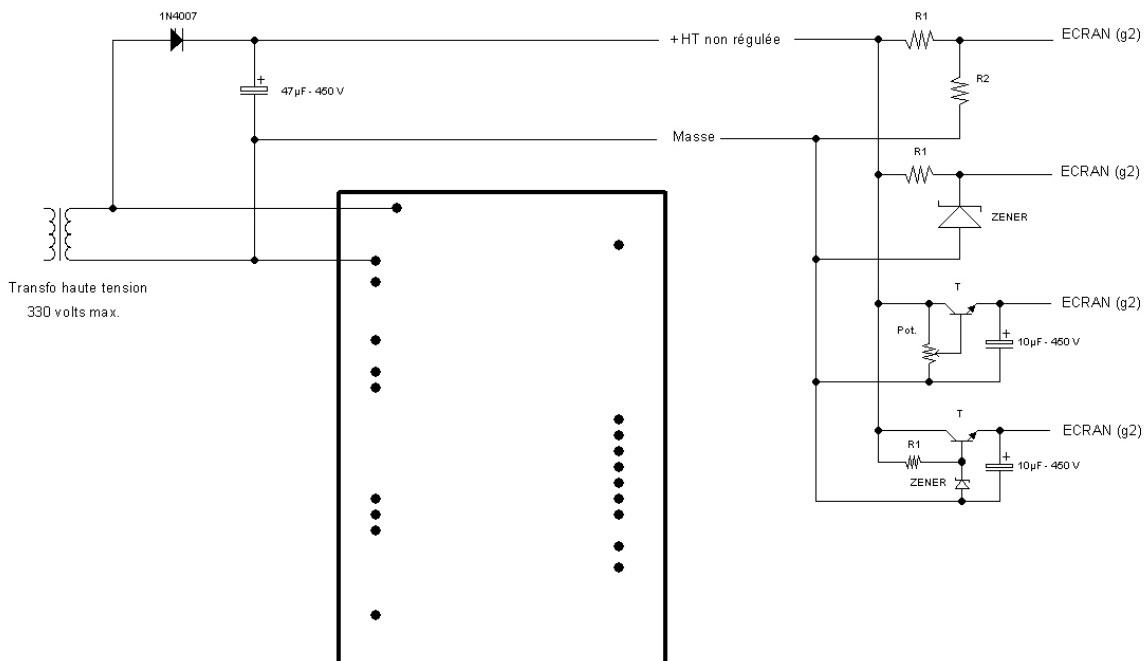 1N4007
+HT non régulée
R1
ECRAN (g2)
47µF - 450 V
R2
Masse
R1
ECRAN (g2)
ZENER
Transfo haute tension
330 volts max.
T
ECRAN (g2)
Pot.
10µF - 450 V
T
ECRAN (g2)
R1
10µF - 450 V
ZENER